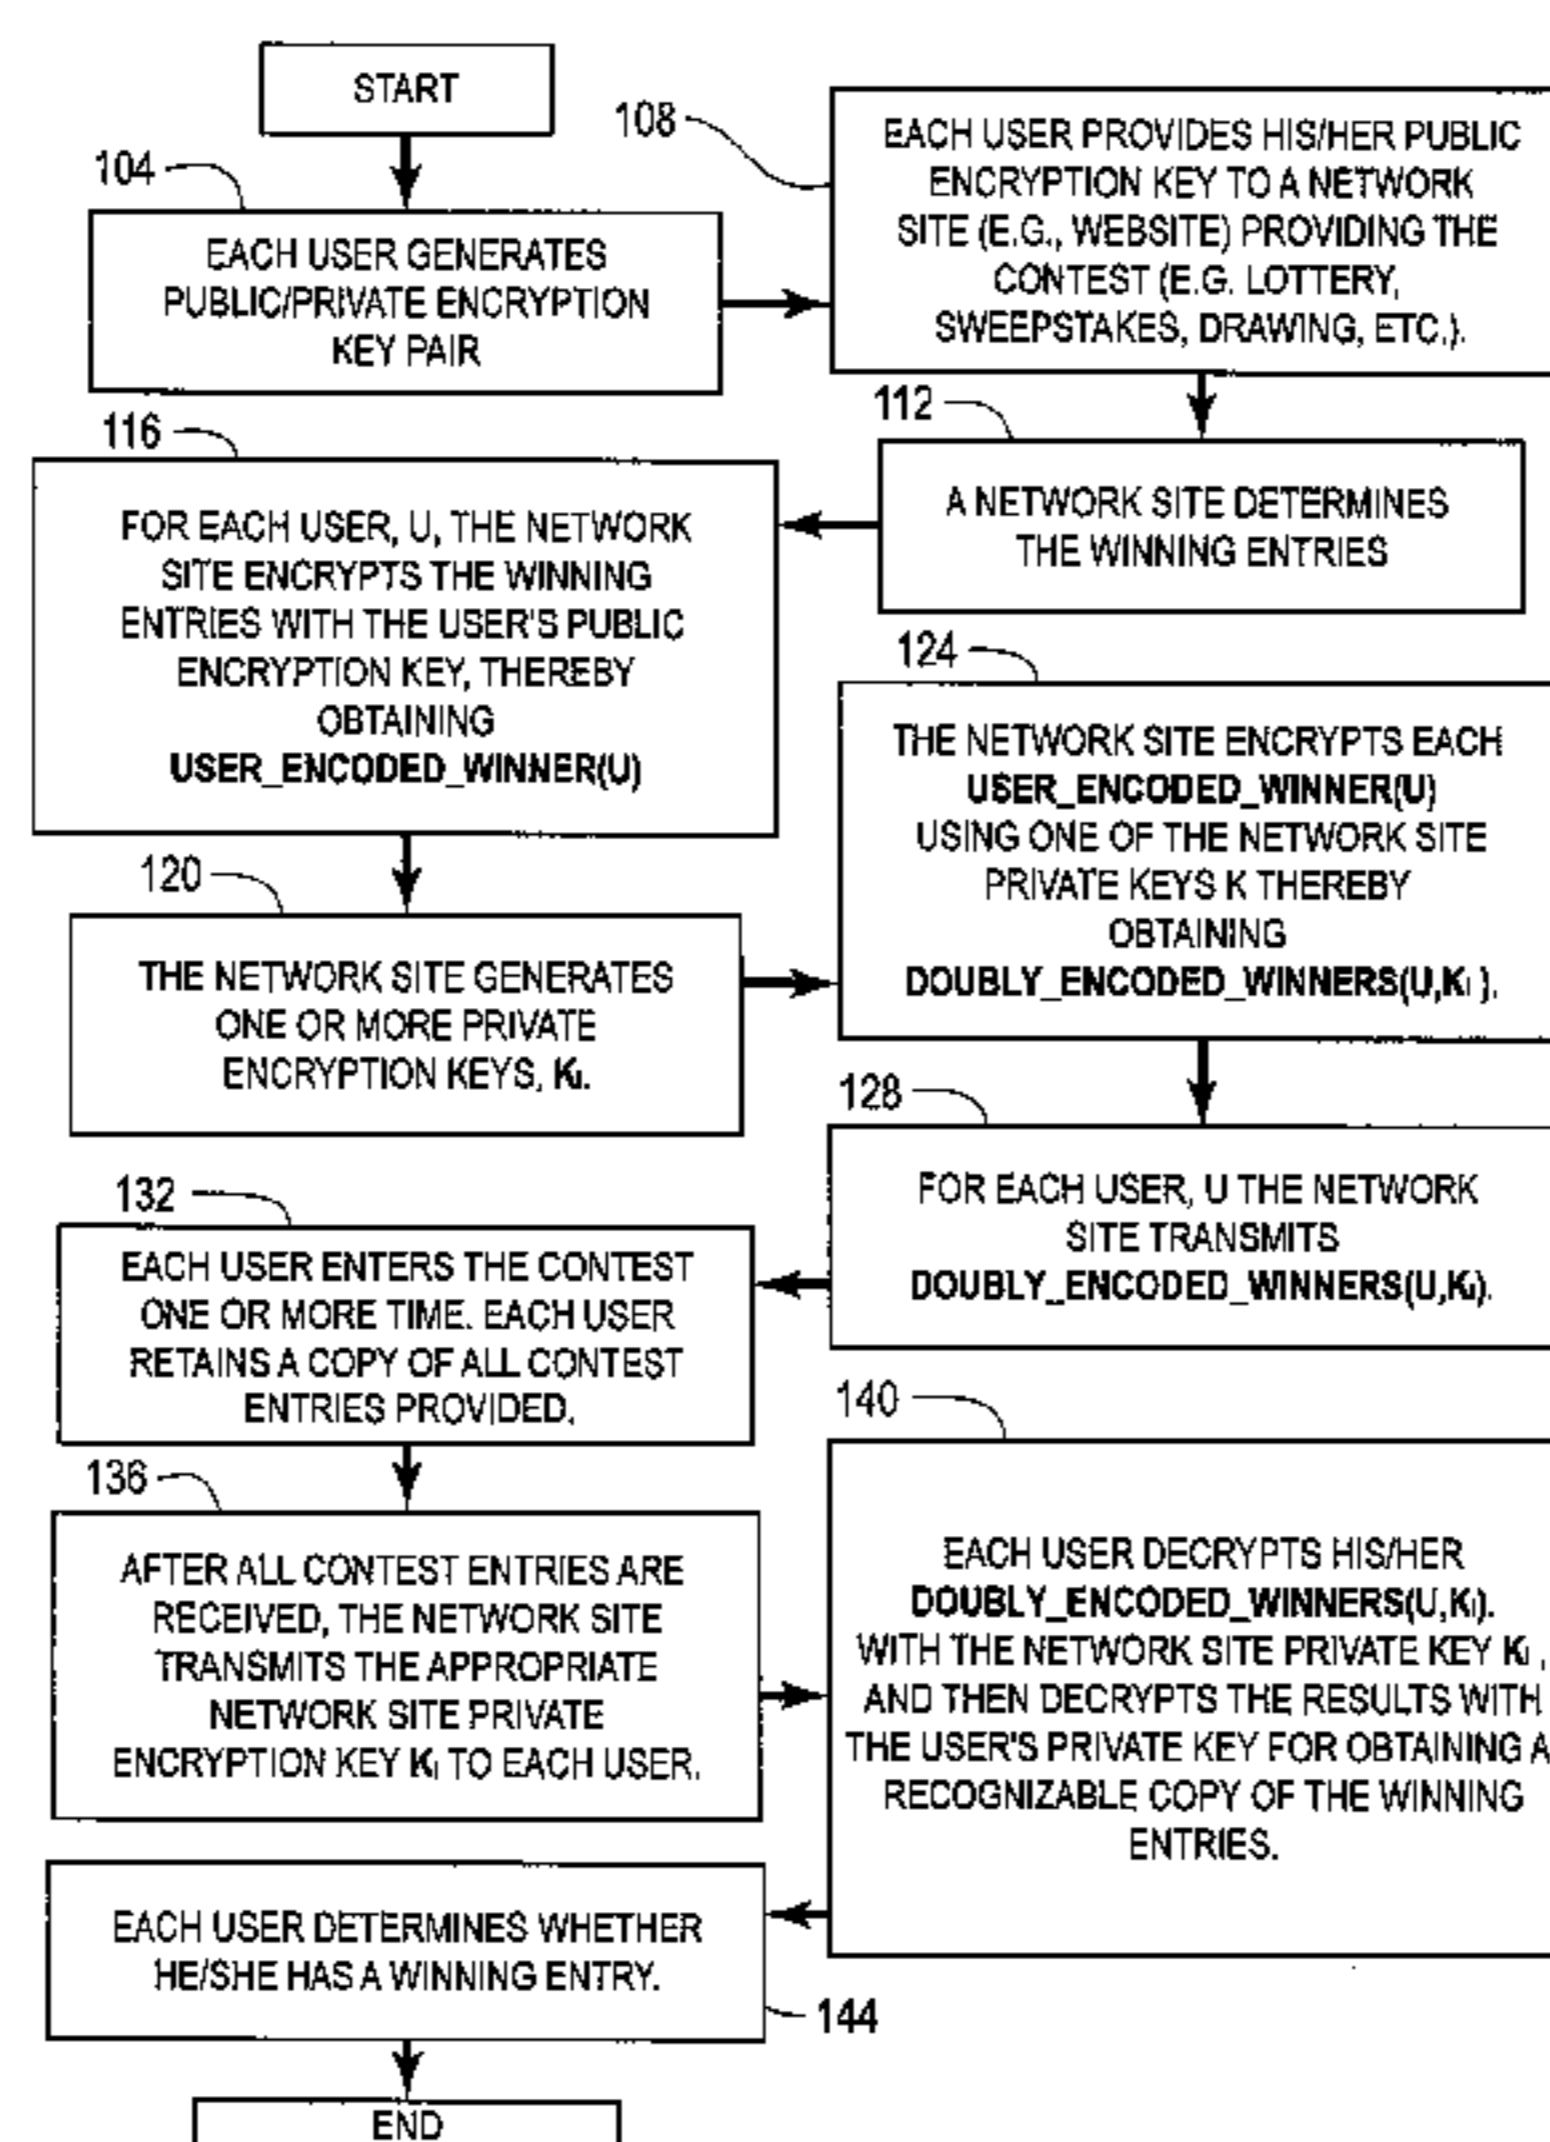 START
104
EACH USER GENERATES
PUBLIC/PRIVATE ENCRYPTION
KEY PAIR
108
EACH USER PROVIDES HIS/HER PUBLIC
ENCRYPTION KEY TO A NETWORK
SITE (E.G., WEBSITE) PROVIDING THE
CONTEST (E.G. LOTTERY,
SWEEPSTAKES, DRAWING, ETC.).
112
A NETWORK SITE DETERMINES
THE WINNING ENTRIES
116
FOR EACH USER, U, THE NETWORK
SITE ENCRYPTS THE WINNING
ENTRIES WITH THE USER'S PUBLIC
ENCRYPTION KEY, THEREBY
OBTAINING
USER_ENCODED_WINNER(U)
120
THE NETWORK SITE GENERATES
ONE OR MORE PRIVATE
ENCRYPTION KEYS, KI.
124
THE NETWORK SITE ENCRYPTS EACH
USER_ENCODED_WINNER(U)
USING ONE OF THE NETWORK SITE
PRIVATE KEYS K THEREBY
OBTAINING
DOUBLY_ENCODED_WINNERS(U,KI ).
128
FOR EACH USER, U THE NETWORK
SITE TRANSMITS
DOUBLY_ENCODED_WINNERS(U,KI).
132
EACH USER ENTERS THE CONTEST
ONE OR MORE TIME. EACH USER
RETAINS A COPY OF ALL CONTEST
ENTRIES PROVIDED.
136
AFTER ALL CONTEST ENTRIES ARE
RECEIVED, THE NETWORK SITE
TRANSMITS THE APPROPRIATE
NETWORK SITE PRIVATE
ENCRYPTION KEY KI TO EACH USER.
140
EACH USER DECRYPTS HIS/HER
DOUBLY_ENCODED_WINNERS(U,KI).
WITH THE NETWORK SITE PRIVATE KEY KI ,
AND THEN DECRYPTS THE RESULTS WITH
THE USER'S PRIVATE KEY FOR OBTAINING A
RECOGNIZABLE COPY OF THE WINNING
ENTRIES.
EACH USER DETERMINES WHETHER
HE/SHE HAS A WINNING ENTRY.
144
END